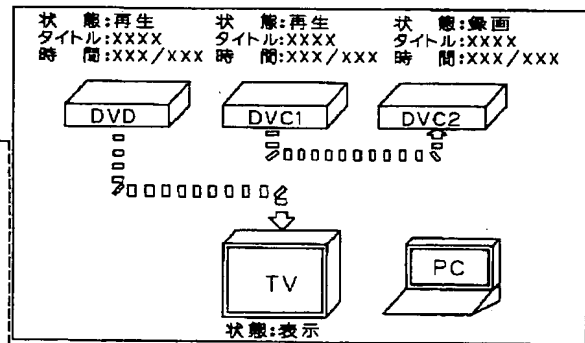 状　態:再生
タイトル:XXXX
時　間:XXX/XXX
状　態:再生
タイトル:XXXX
時　間:XXX/XXX
状　態:録画
タイトル:XXXX
時　間:XXX/XXX
DVD
DVC1
DVC2
TV
PC
状態:表示